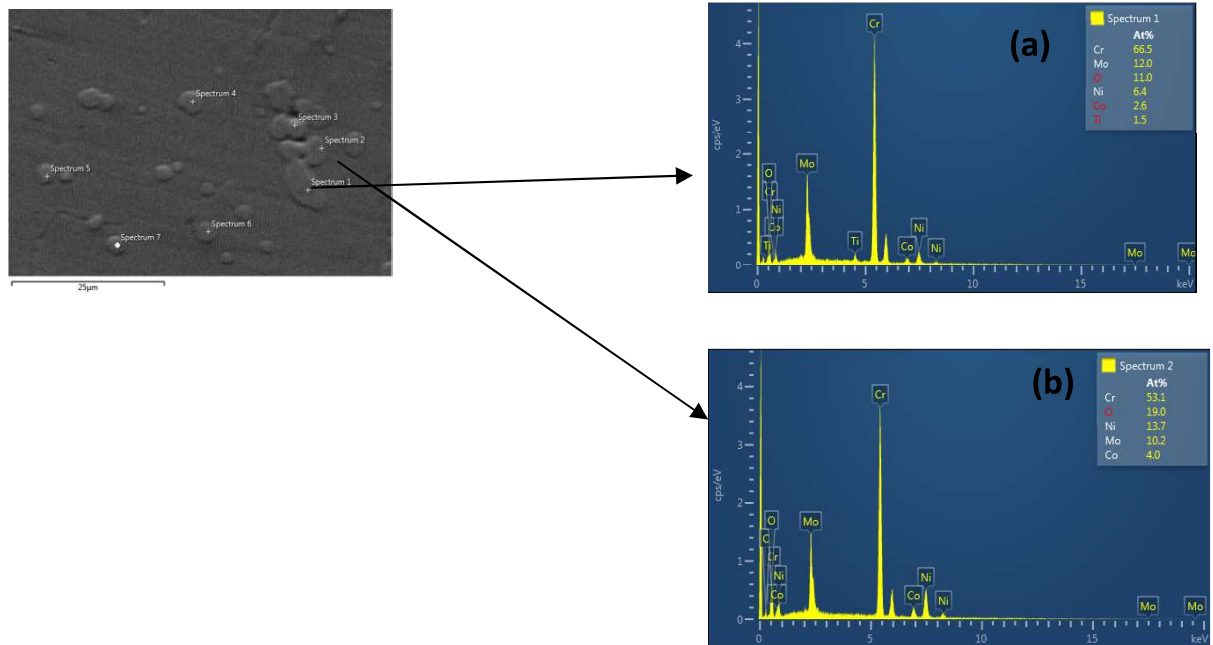 Spectrum 4
Spectrum 3
Spectrum 2
Spectrum 5
Spectrum 1
Spectrum 6
Spectrum 7
25μm
(a)
Spectrum 1
At%
Cr 66.5
Mo 12.0
O 11.0
Ni 6.4
Co 2.6
Ti 1.5
cps/eV
4
3
2
1
0
Cr
Mo
O
Cr
Ni
Co
Ti
Ti
Co
Ni
Ni
Mo
Mo
0 5 10 15 keV
(b)
Spectrum 2
At%
Cr 53.1
O 19.0
Ni 13.7
Mo 10.2
Co 4.0
cps/eV
4
3
2
1
0
Cr
Mo
O
C
Cr
Ni
Co
Co
Ni
Ni
Mo
Mo
0 5 10 15 keV